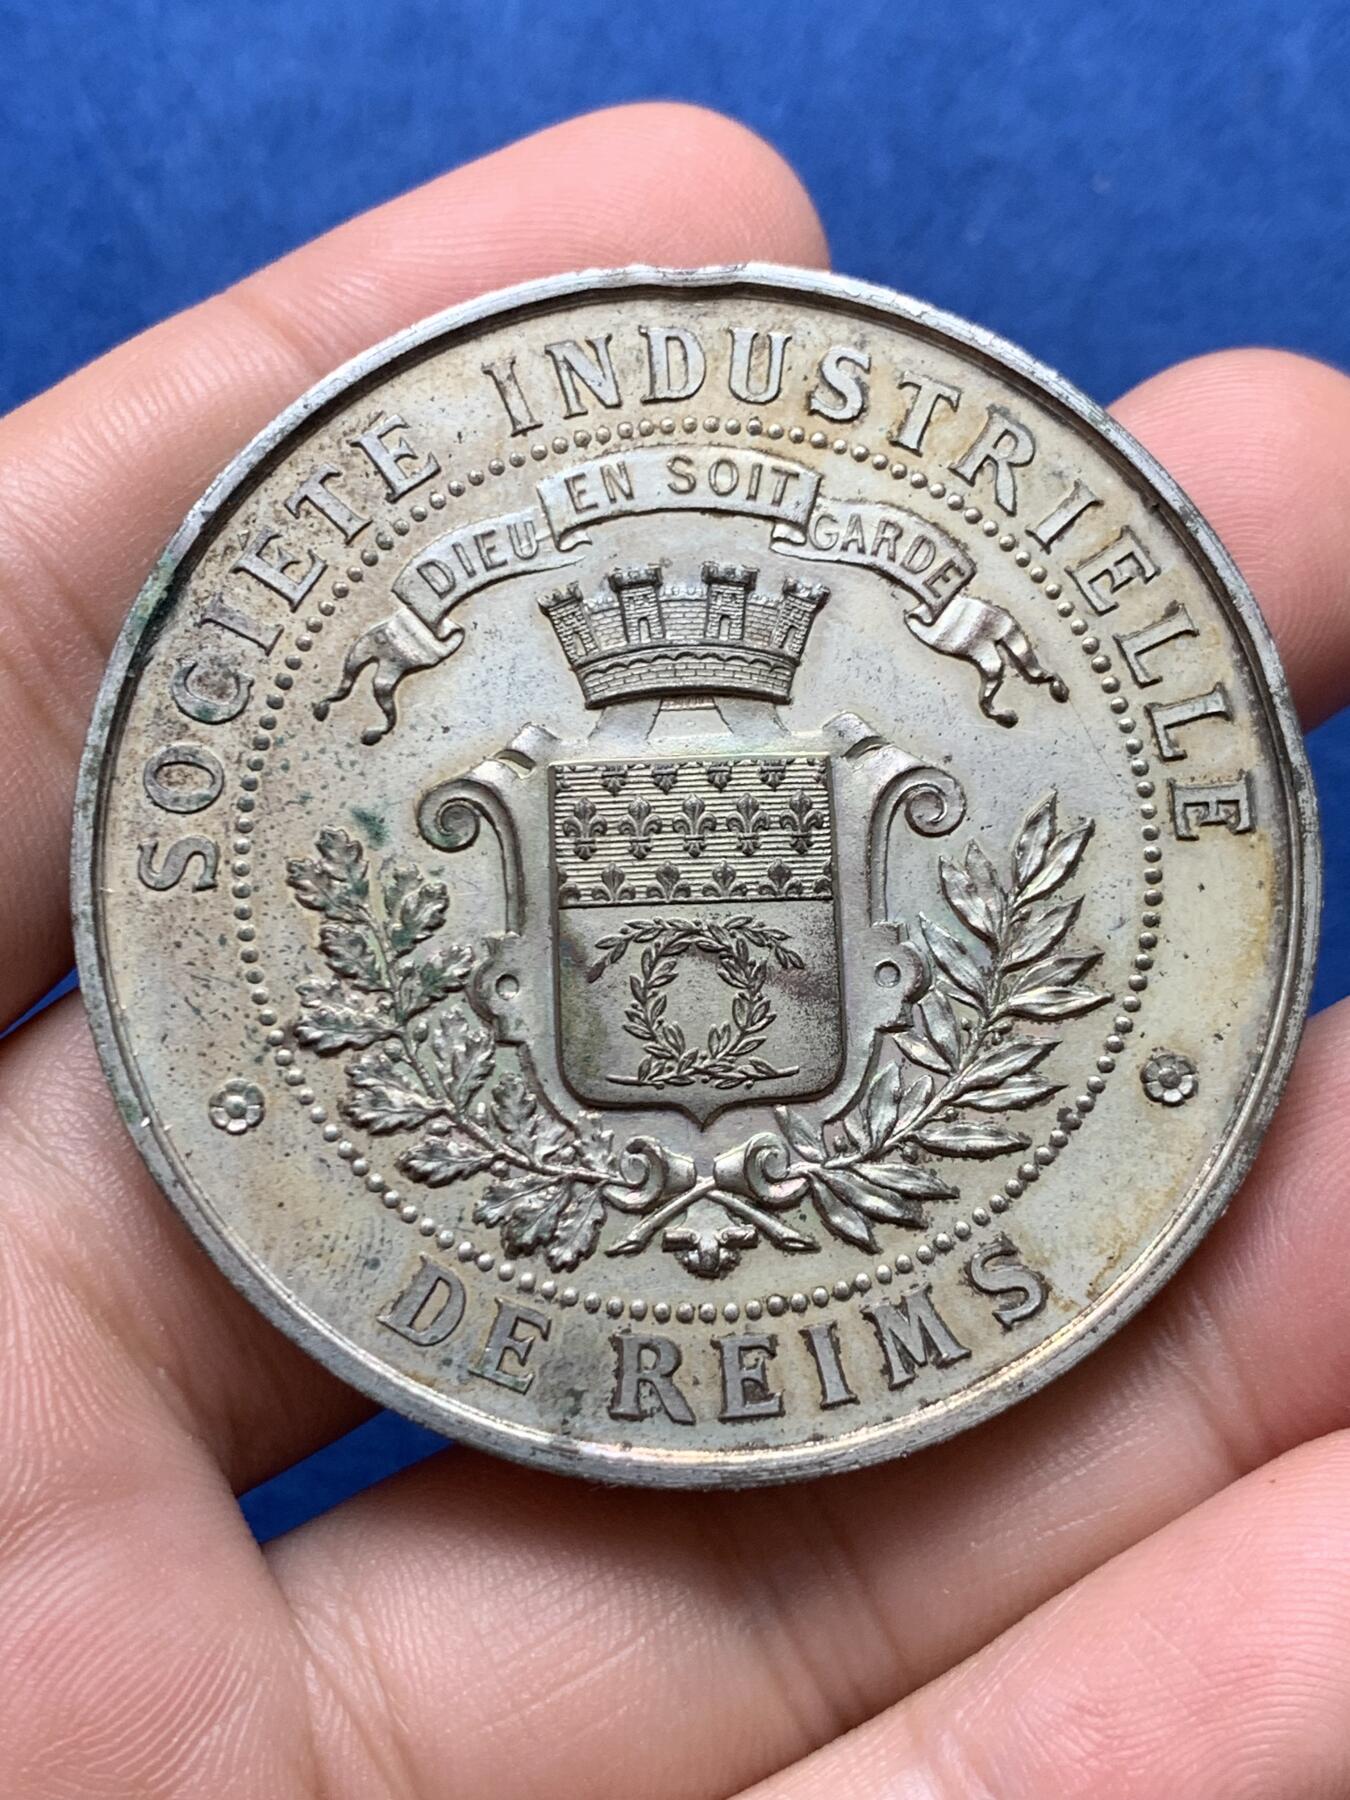 SOCIÉTÉ INDUSTRIELLE
DIEU EN SOIT GARDE
DE REIMS